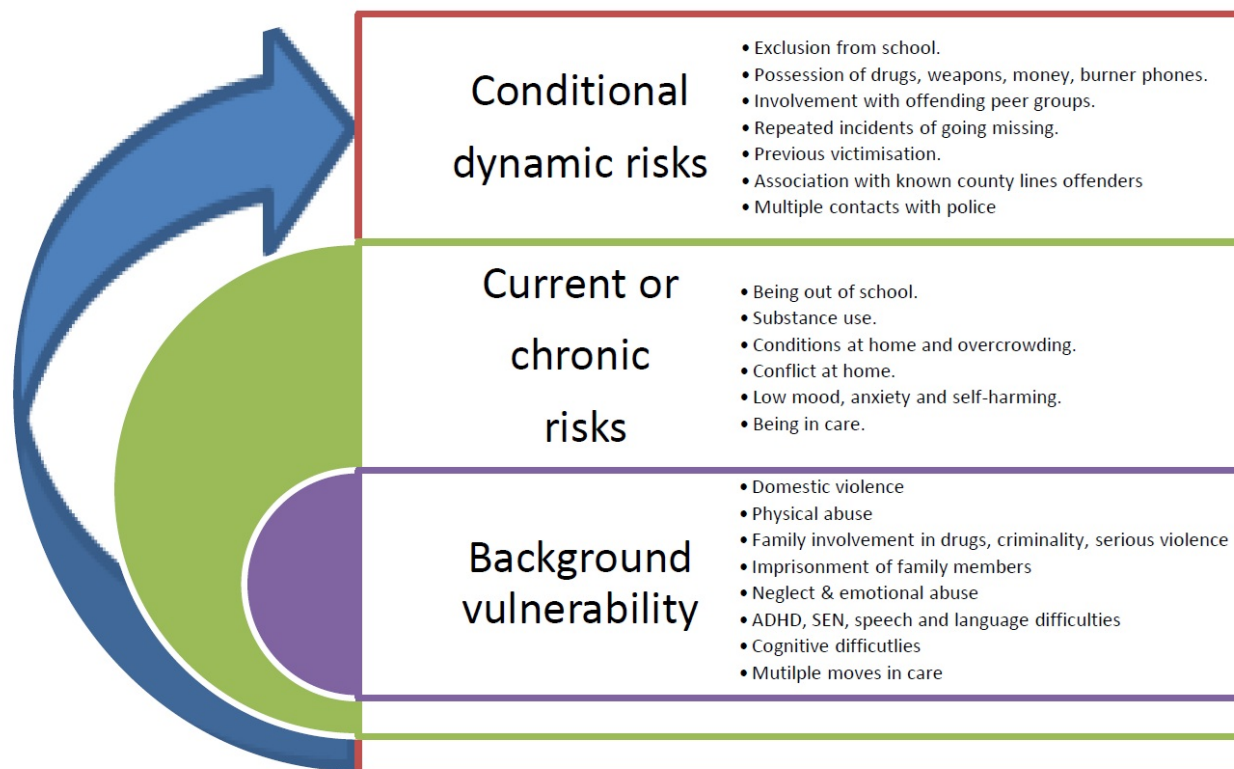 Conditional
dynamic risks
• Exclusion from school.
• Possession of drugs, weapons, money, burner phones.
• Involvement with offending peer groups.
• Repeated incidents of going missing.
• Previous victimisation.
• Association with known county lines offenders
• Multiple contacts with police
Current or
chronic
risks
• Being out of school.
• Substance use.
• Conditions at home and overcrowding.
• Conflict at home.
• Low mood, anxiety and self-harming.
• Being in care.
Background
vulnerability
• Domestic violence
• Physical abuse
• Family involvement in drugs, criminality, serious violence
• Imprisonment of family members
• Neglect & emotional abuse
• ADHD, SEN, speech and language difficulties
• Cognitive difficutlies
• Mutilple moves in care